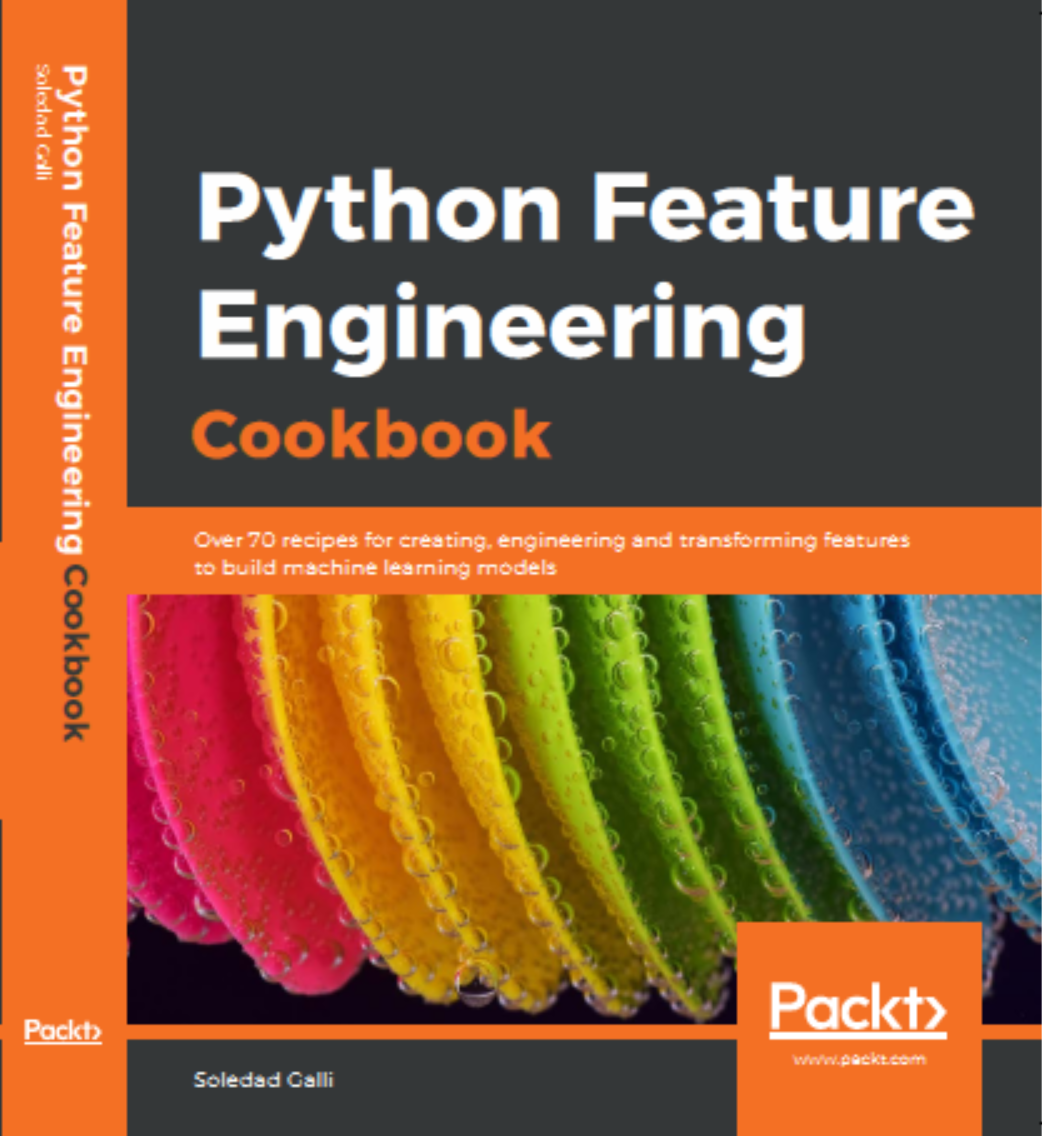 Python Feature Engineering Cookbook
Soledad Galli
Packt>
Python Feature
Engineering
Cookbook
Over 70 recipes for creating, engineering and transforming features
to build machine learning models
Packt>
www.packt.com
Soledad Galli